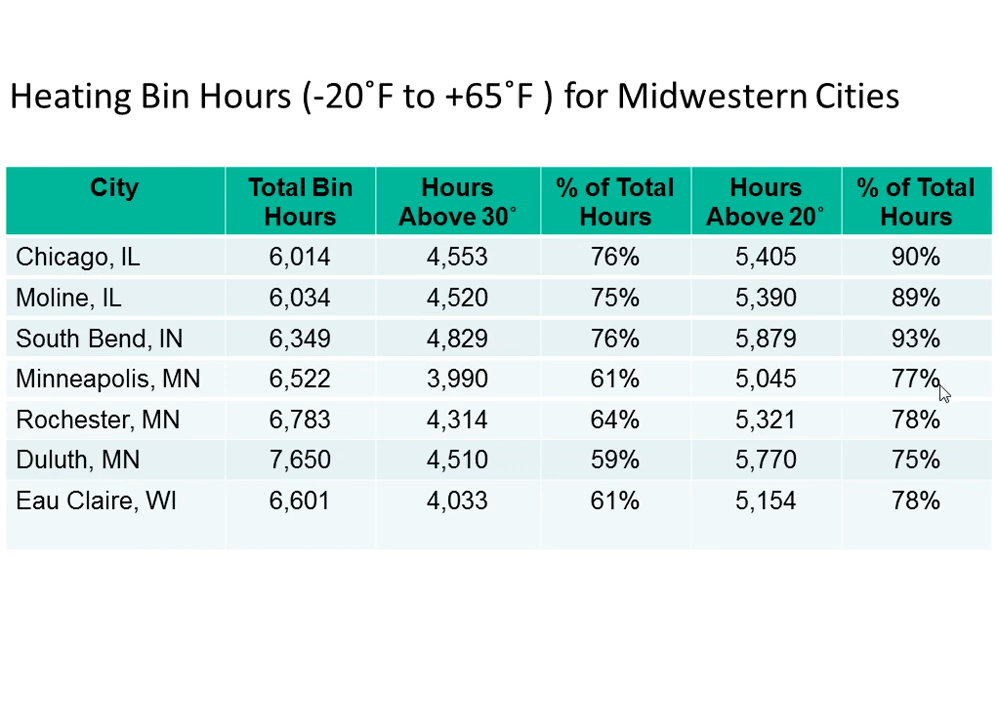 Heating Bin Hours (-20˚F to +65˚F ) for Midwestern Cities
City Total Bin Hours Hours Above 30˚ % of Total Hours Hours Above 20˚ % of Total Hours
Chicago, IL 6,014 4,553 76% 5,405 90%
Moline, IL 6,034 4,520 75% 5,390 89%
South Bend, IN 6,349 4,829 76% 5,879 93%
Minneapolis, MN 6,522 3,990 61% 5,045 77%
Rochester, MN 6,783 4,314 64% 5,321 78%
Duluth, MN 7,650 4,510 59% 5,770 75%
Eau Claire, WI 6,601 4,033 61% 5,154 78%